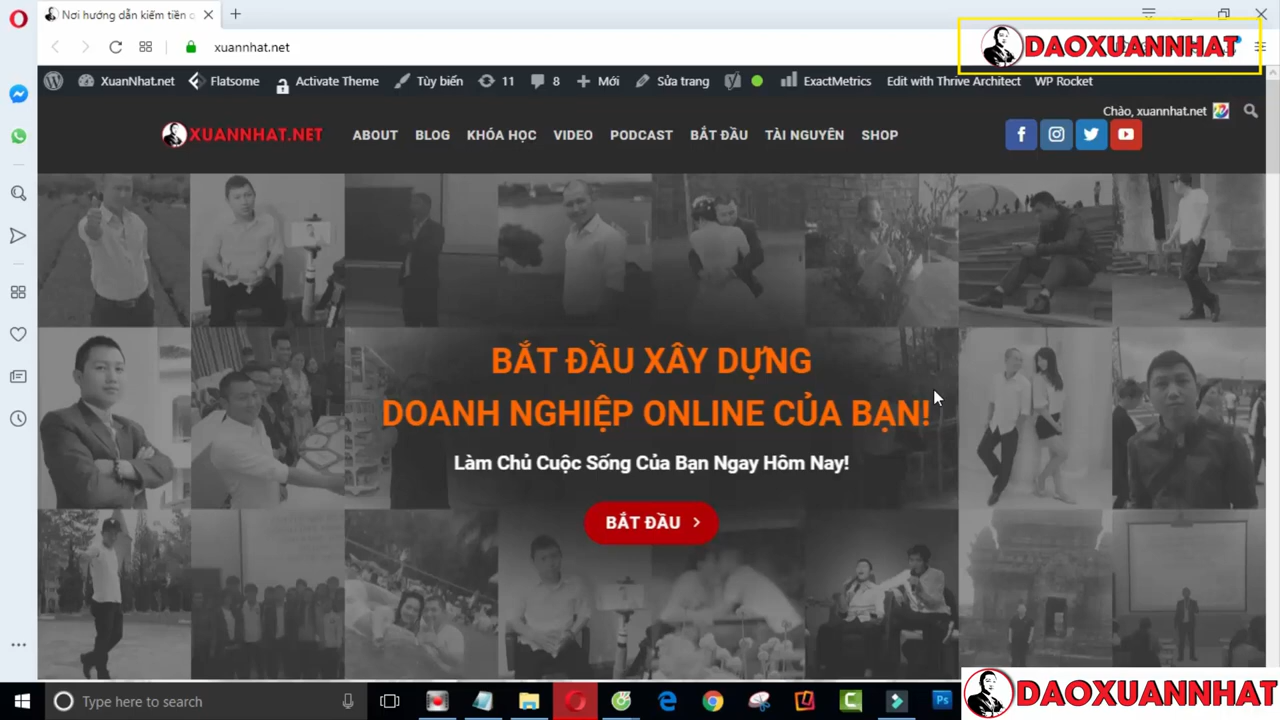 Nơi hướng dẫn kiếm tiền o
xuannhat.net
DAOXUANNHAT
XuanNhat.net Flatsome Activate Theme Tùy biến 11 8 Mới Sửa trang ExactMetrics Edit with Thrive Architect WP Rocket
Chào, xuannhat.net
XUANNHAT.NET ABOUT BLOG KHÓA HỌC VIDEO PODCAST BẮT ĐẦU TÀI NGUYÊN SHOP
BẮT ĐẦU XÂY DỰNG
DOANH NGHIỆP ONLINE CỦA BẠN!
Làm Chủ Cuộc Sống Của Bạn Ngay Hôm Nay!
BẮT ĐẦU
Type here to search
Ps
DAOXUANNHAT